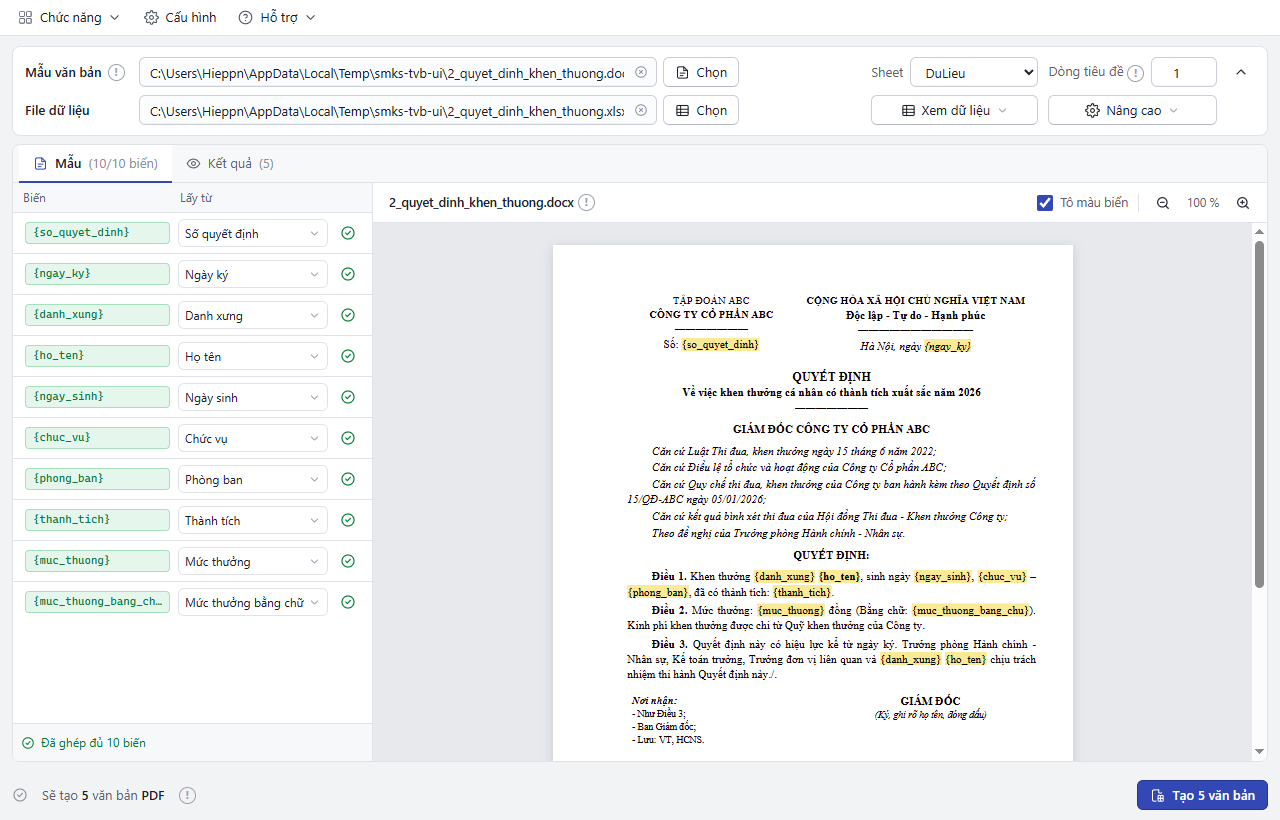 Chức năng
Cấu hình
Hỗ trợ
Mẫu văn bản
C:\Users\Hieppn\AppData\Local\Temp\smks-tvb-ui\2_quyet_dinh_khen_thuong.doc
Chọn
Sheet
DuLieu
Dòng tiêu đề
1
File dữ liệu
C:\Users\Hieppn\AppData\Local\Temp\smks-tvb-ui\2_quyet_dinh_khen_thuong.xlsx
Chọn
Xem dữ liệu
Nâng cao
Mẫu (10/10 biến)
Kết quả (5)
Biến
Lấy từ
{so_quyet_dinh}
Số quyết định
{ngay_ky}
Ngày ký
{danh_xung}
Danh xưng
{ho_ten}
Họ tên
{ngay_sinh}
Ngày sinh
{chuc_vu}
Chức vụ
{phong_ban}
Phòng ban
{thanh_tich}
Thành tích
{muc_thuong}
Mức thưởng
{muc_thuong_bang_ch…
Mức thưởng bằng chữ
Đã ghép đủ 10 biến
2_quyet_dinh_khen_thuong.docx
Tô màu biến
100 %
TẬP ĐOÀN ABC
CÔNG TY CỔ PHẦN ABC
Số: {so_quyet_dinh}
CỘNG HÒA XÃ HỘI CHỦ NGHĨA VIỆT NAM
Độc lập - Tự do - Hạnh phúc
Hà Nội, ngày {ngay_ky}
QUYẾT ĐỊNH
Về việc khen thưởng cá nhân có thành tích xuất sắc năm 2026
GIÁM ĐỐC CÔNG TY CỔ PHẦN ABC
Căn cứ Luật Thi đua, khen thưởng ngày 15 tháng 6 năm 2022;
Căn cứ Điều lệ tổ chức và hoạt động của Công ty Cổ phần ABC;
Căn cứ Quy chế thi đua, khen thưởng của Công ty ban hành kèm theo Quyết định số
15/QĐ-ABC ngày 05/01/2026;
Căn cứ kết quả bình xét thi đua của Hội đồng Thi đua - Khen thưởng Công ty;
Theo đề nghị của Trưởng phòng Hành chính - Nhân sự.
QUYẾT ĐỊNH:
Điều 1. Khen thưởng {danh_xung} {ho_ten}, sinh ngày {ngay_sinh}, {chuc_vu} –
{phong_ban}, đã có thành tích: {thanh_tich}.
Điều 2. Mức thưởng: {muc_thuong} đồng (Bằng chữ: {muc_thuong_bang_chu}).
Kinh phí khen thưởng được chi từ Quỹ khen thưởng của Công ty.
Điều 3. Quyết định này có hiệu lực kể từ ngày ký. Trưởng phòng Hành chính -
Nhân sự, Kế toán trưởng, Trưởng đơn vị liên quan và {danh_xung} {ho_ten} chịu trách
nhiệm thi hành Quyết định này./.
Nơi nhận:
- Như Điều 3;
- Ban Giám đốc;
- Lưu: VT, HCNS.
GIÁM ĐỐC
(Ký, ghi rõ họ tên, đóng dấu)
Sẽ tạo 5 văn bản PDF
Tạo 5 văn bản